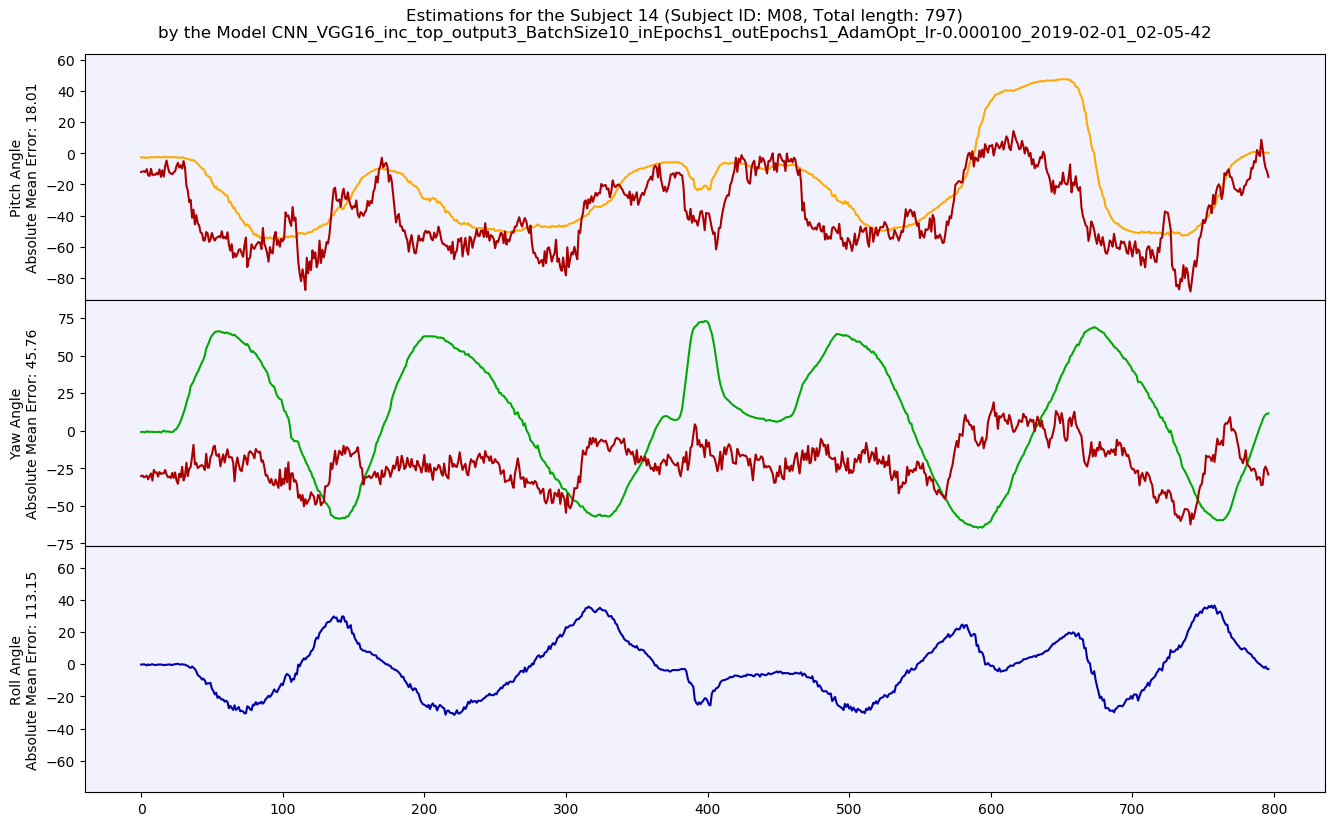 Estimations for the Subject 14 (Subject ID: M08, Total length: 797)
by the Model CNN_VGG16_inc_top_output3_BatchSize10_inEpochs1_outEpochs1_AdamOpt_lr-0.000100_2019-02-01_02-05-42
Pitch Angle
Absolute Mean Error: 18.01
60
40
20
0
−20
−40
−60
−80
Yaw Angle
Absolute Mean Error: 45.76
75
50
25
0
−25
−50
−75
Roll Angle
Absolute Mean Error: 113.15
60
40
20
0
−20
−40
−60
0 100 200 300 400 500 600 700 800